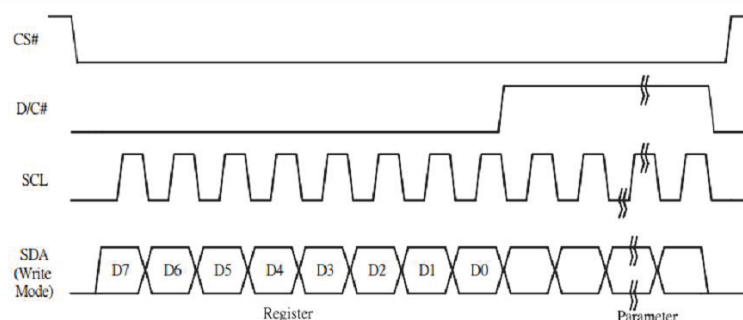 CS#
D/C#
SCL
SDA
(Write
Mode)
D7 D6 D5 D4 D3 D2 D1 D0
Register Parameter